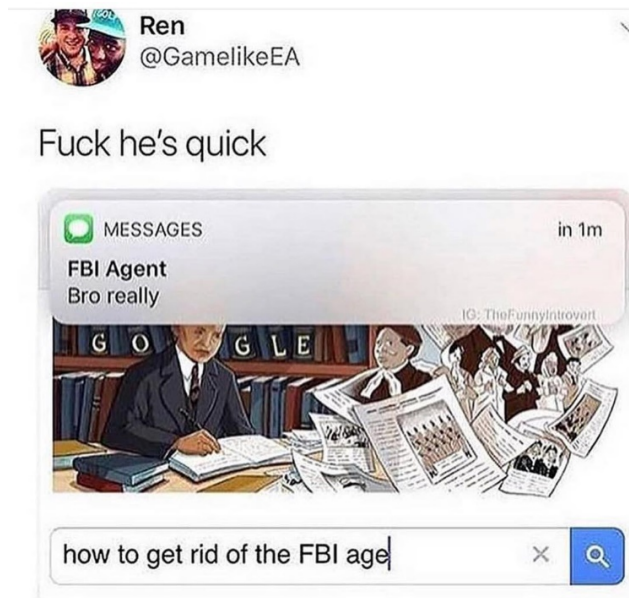 GOLF
Ren
@GamelikeEA
Fuck he's quick
MESSAGES
in 1m
FBI Agent
Bro really
IG: TheFunnyIntrovert
G O G L E
how to get rid of the FBI age